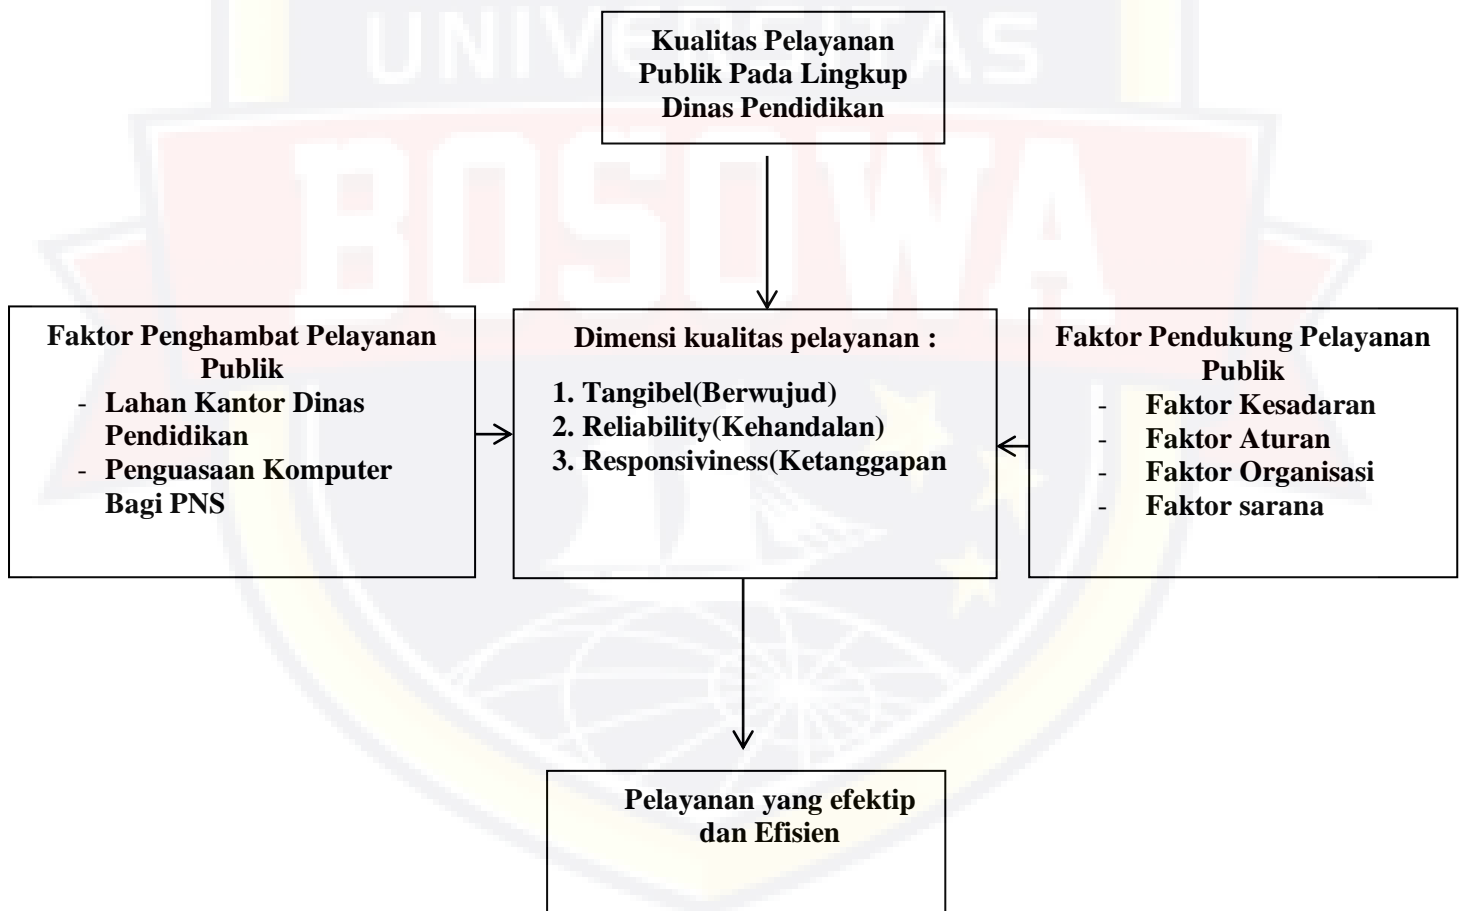 UNIVERSITAS
BOSOWA
Kualitas Pelayanan
Publik Pada Lingkup
Dinas Pendidikan
Faktor Penghambat Pelayanan
Publik
- Lahan Kantor Dinas
Pendidikan
- Penguasaan Komputer
Bagi PNS
Dimensi kualitas pelayanan :
1. Tangibel(Berwujud)
2. Reliability(Kehandalan)
3. Responsiviness(Ketanggapan
Faktor Pendukung Pelayanan
Publik
- Faktor Kesadaran
- Faktor Aturan
- Faktor Organisasi
- Faktor sarana
Pelayanan yang efektip
dan Efisien